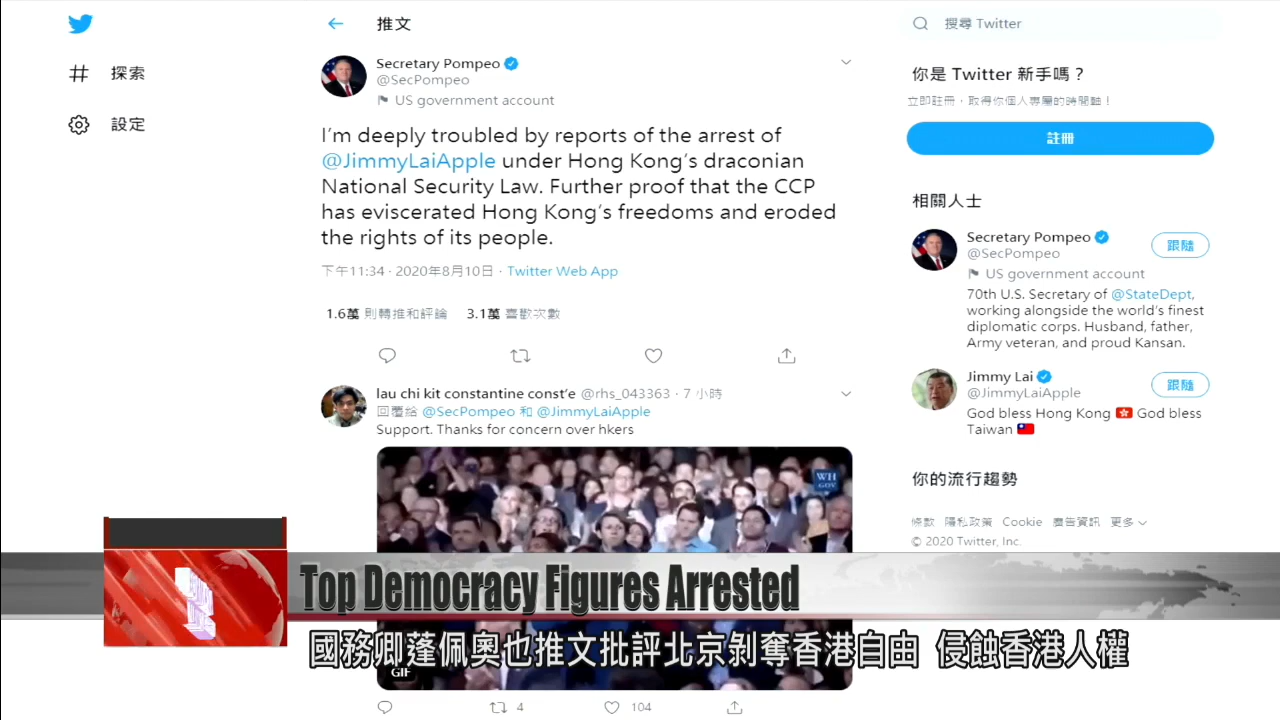 推文
搜尋 Twitter
探索
設定
Secretary Pompeo
@SecPompeo
US government account
I'm deeply troubled by reports of the arrest of
@JimmyLaiApple under Hong Kong's draconian
National Security Law. Further proof that the CCP
has eviscerated Hong Kong's freedoms and eroded
the rights of its people.
下午11:34 · 2020年8月10日 · Twitter Web App
1.6萬 則轉推和評論 3.1萬 喜歡次數
lau chi kit constantine const'e @rhs_043363 · 7 小時
回覆給 @SecPompeo 和 @JimmyLaiApple
Support. Thanks for concern over hkers
WH
GOV
GIF
4
104
你是 Twitter 新手嗎？
立即註冊，取得你個人專屬的時間軸！
註冊
相關人士
Secretary Pompeo
@SecPompeo
跟隨
US government account
70th U.S. Secretary of @StateDept,
working alongside the world's finest
diplomatic corps. Husband, father,
Army veteran, and proud Kansan.
Jimmy Lai
@JimmyLaiApple
跟隨
God bless Hong Kong 🇭🇰 God bless
Taiwan 🇹🇼
你的流行趨勢
條款 隱私政策 Cookie 廣告資訊 更多
© 2020 Twitter, Inc.
Top Democracy Figures Arrested
國務卿蓬佩奧也推文批評北京剝奪香港自由 侵蝕香港人權